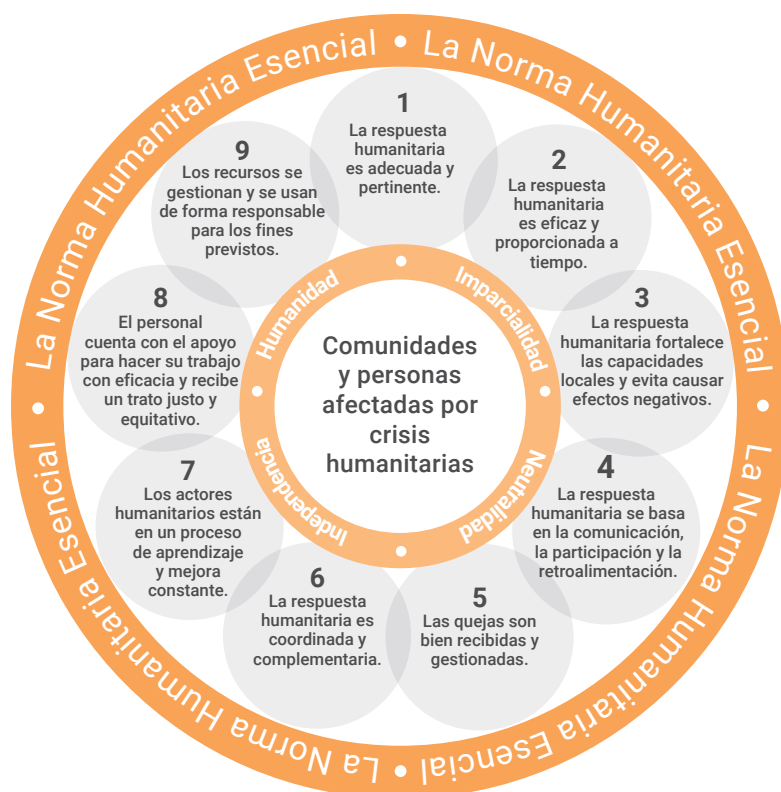 La Norma Humanitaria Esencial • La Norma Humanitaria Esencial • La Norma Humanitaria Esencial • La Norma Humanitaria Esencial •
1
La respuesta
humanitaria
es adecuada y
pertinente.
2
La respuesta
humanitaria
es eficaz y
proporcionada a
tiempo.
3
La respuesta
humanitaria fortalece
las capacidades
locales y evita causar
efectos negativos.
4
La respuesta
humanitaria se basa
en la comunicación,
la participación y la
retroalimentación.
5
Las quejas son
bien recibidas y
gestionadas.
6
La respuesta
humanitaria es
coordinada y
complementaria.
7
Los actores
humanitarios están
en un proceso
de aprendizaje
y mejora
constante.
8
El personal
cuenta con el apoyo
para hacer su trabajo
con eficacia y recibe
un trato justo y
equitativo.
9
Los recursos se
gestionan y se usan
de forma responsable
para los fines
previstos.
Humanidad • Imparcialidad • Neutralidad • Independencia •
Comunidades
y personas
afectadas por
crisis
humanitarias